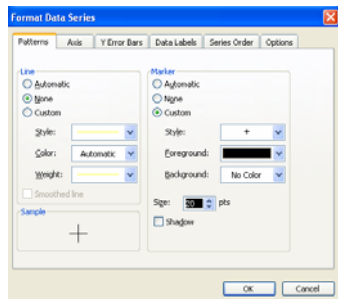 Format Data Series
Patterns Axis Y Error Bars Data Labels Series Order Options
Line
Automatic
None
Custom
Style:
Color: Automatic
Weight:
Smoothed line
Sample
Marker
Automatic
None
Custom
Style: +
Foreground:
Background: No Color
Size: 20 pts
Shadow
OK Cancel